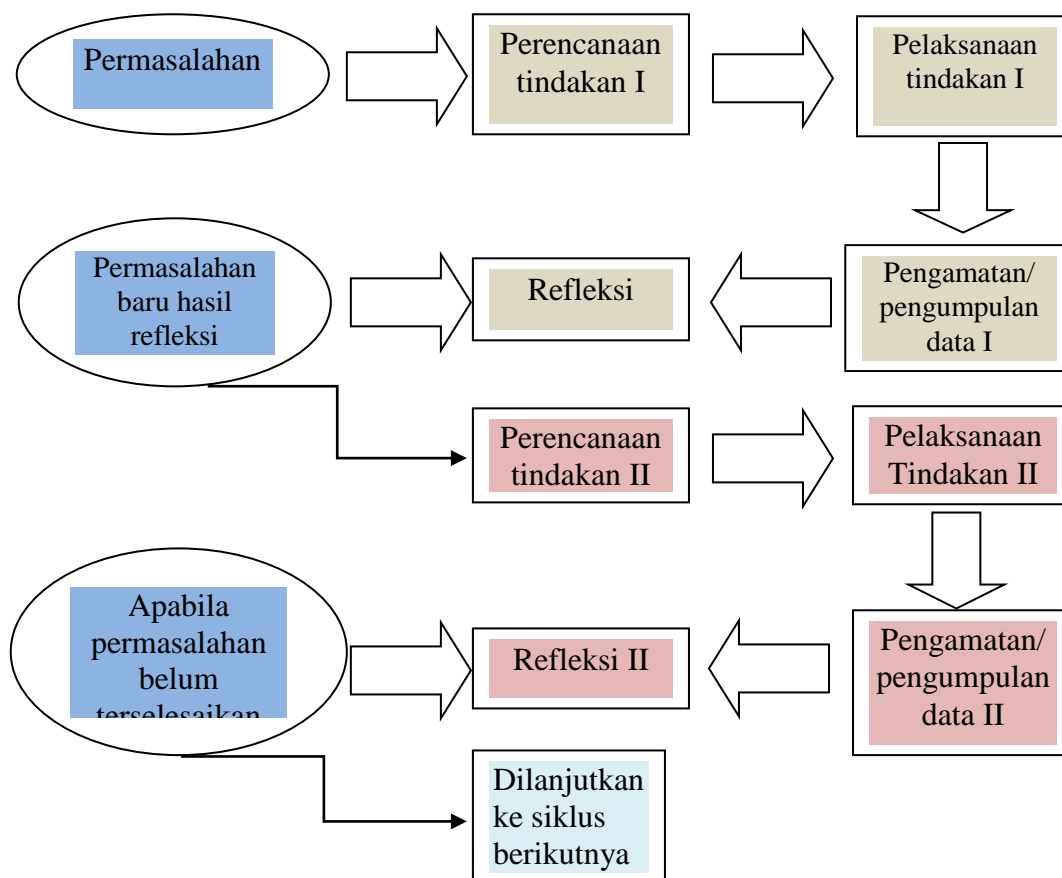 Permasalahan
Perencanaan
tindakan I
Pelaksanaan
tindakan I
Permasalahan
baru hasil
refleksi
Refleksi
Pengamatan/
pengumpulan
data I
Perencanaan
tindakan II
Pelaksanaan
Tindakan II
Apabila
permasalahan
belum
terselesaikan
Refleksi II
Pengamatan/
pengumpulan
data II
Dilanjutkan
ke siklus
berikutnya